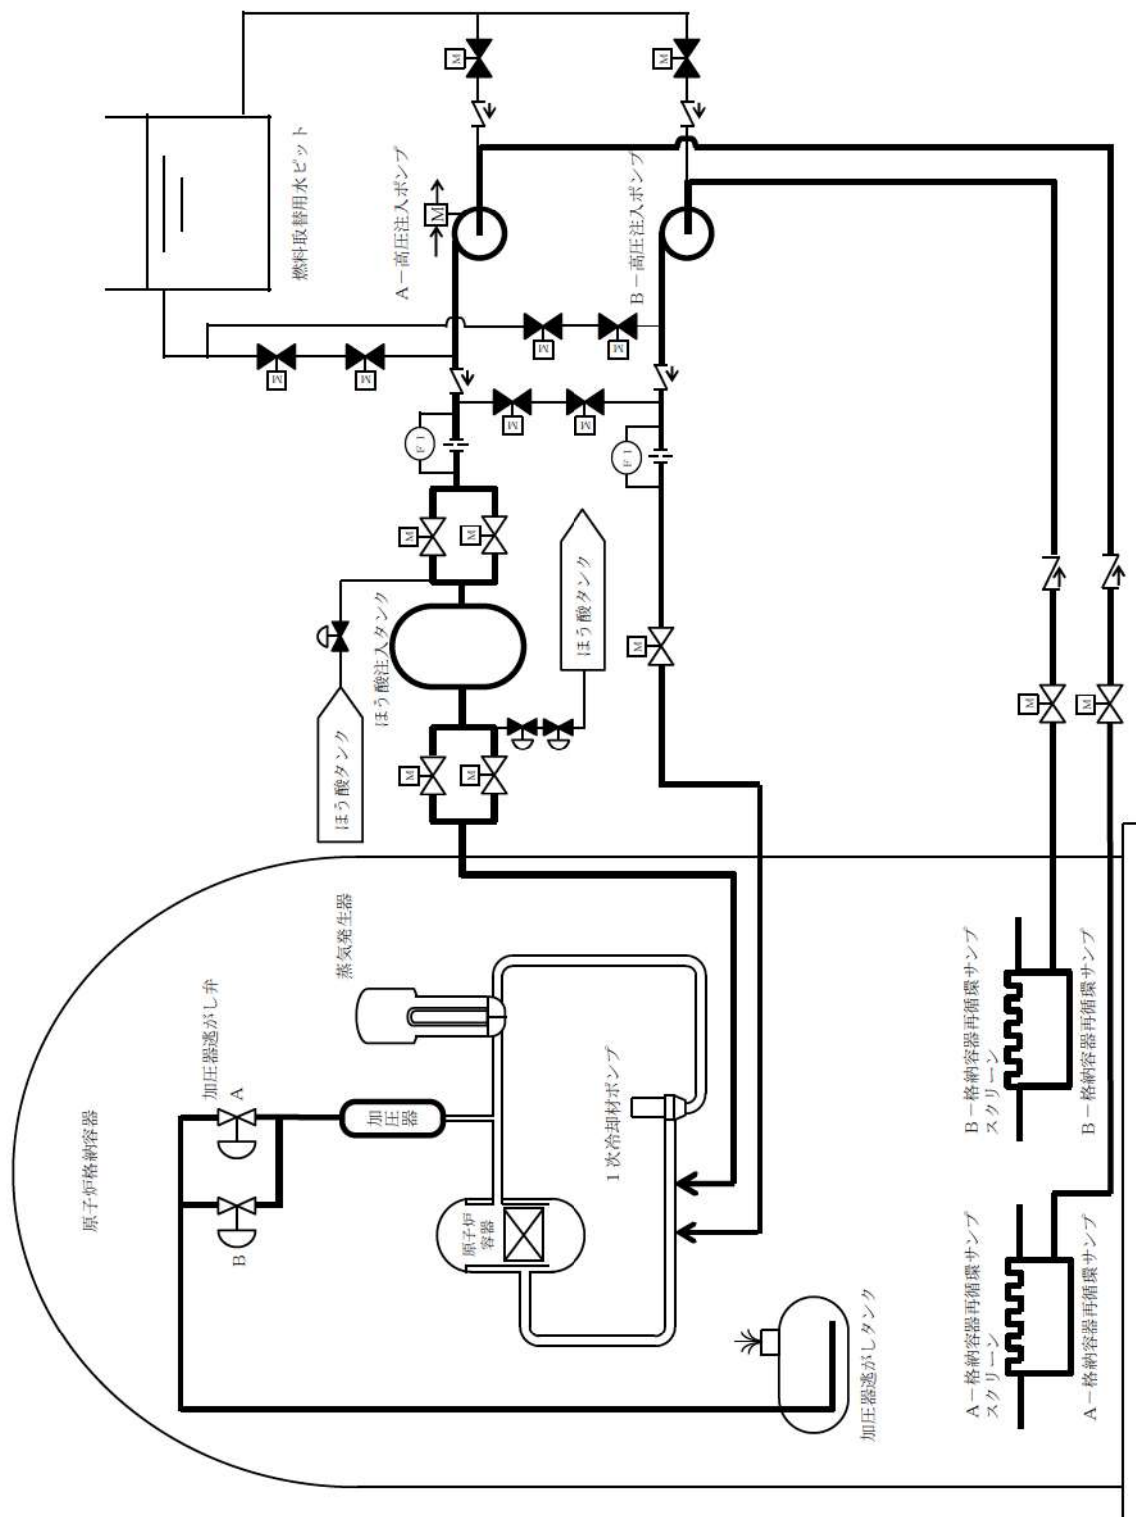 燃料取替用水ピット
M
M
A－高圧注入ポンプ
M
B－高圧注入ポンプ
M
M
M
M
M
M
FI
FI
M
M
ほう酸タンク
ほう酸注入タンク
ほう酸タンク
M
M
M
M
M
原子炉格納容器
加圧器逃がし弁
A
B
蒸気発生器
加圧器
1次冷却材ポンプ
原子炉
容器
加圧器逃がしタンク
B－格納容器再循環サンプ
スクリーン
B－格納容器再循環サンプ
A－格納容器再循環サンプ
スクリーン
A－格納容器再循環サンプ